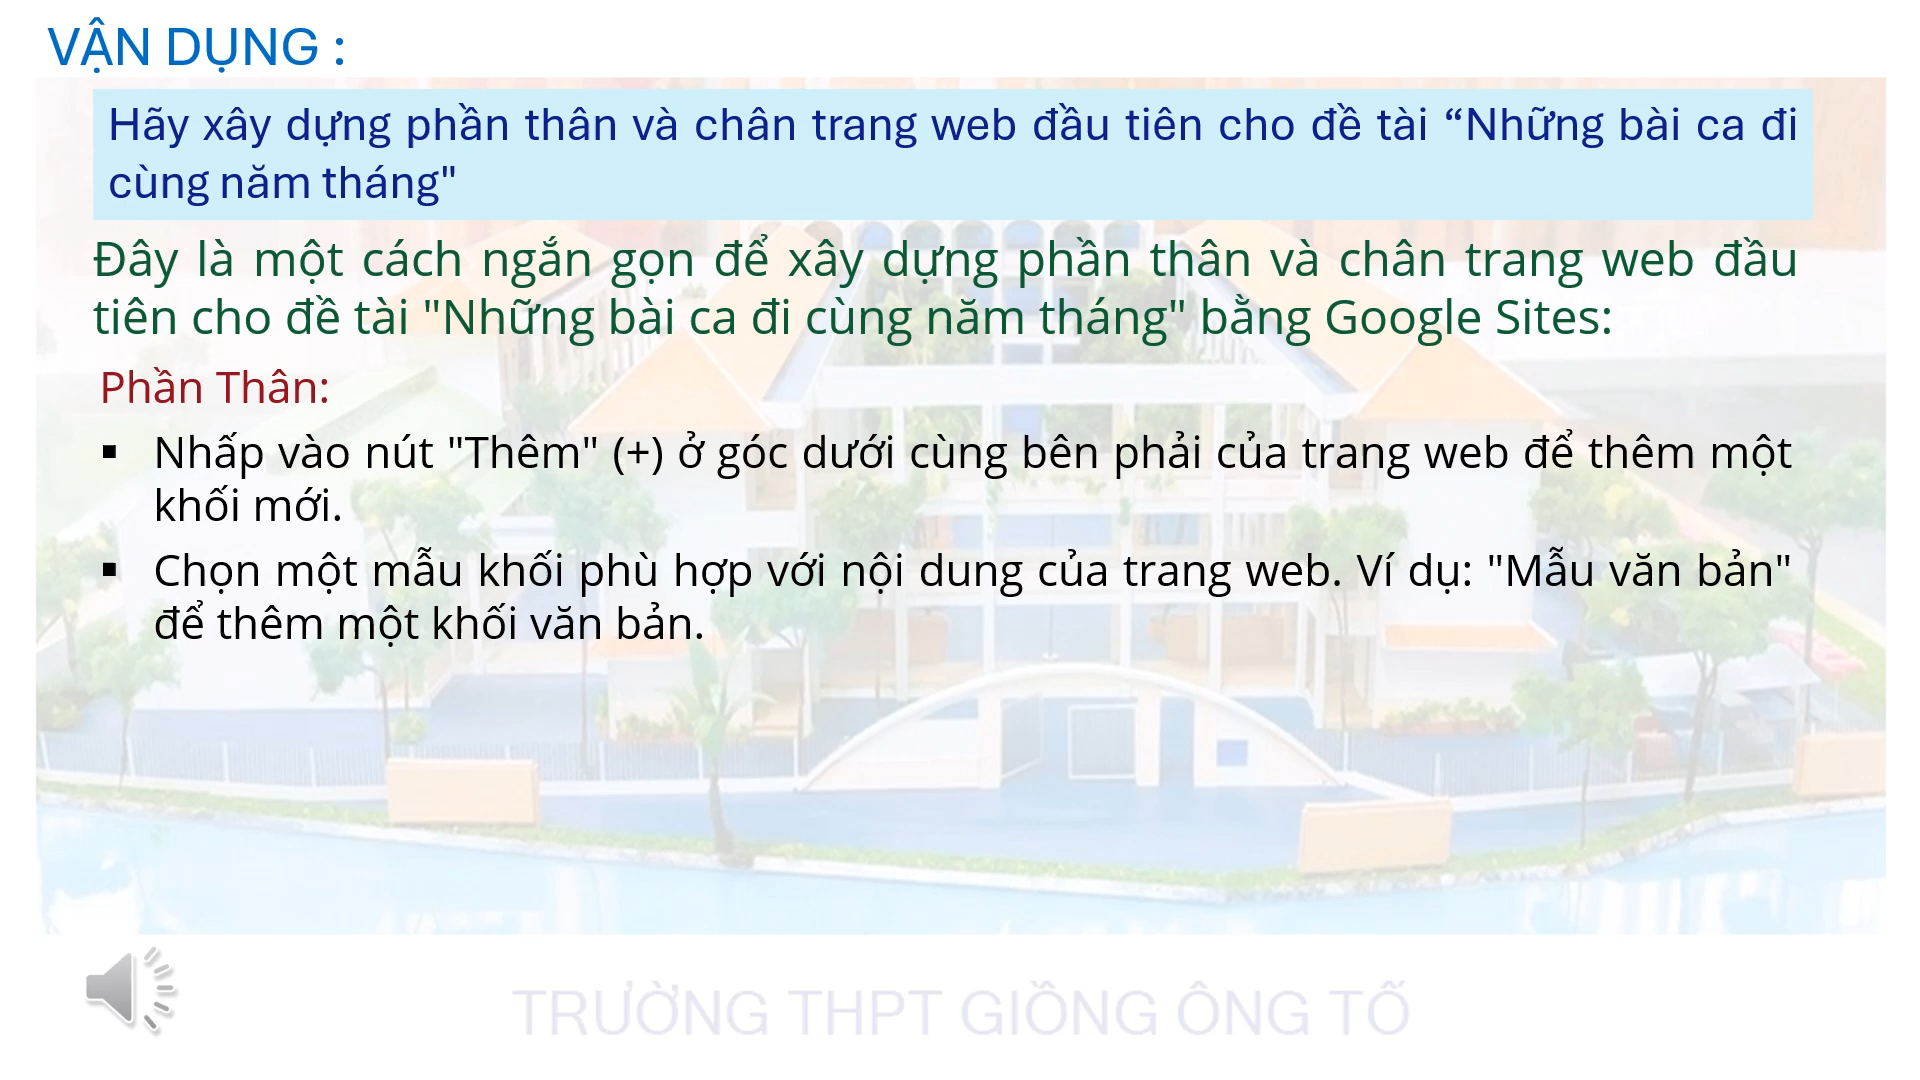 VẬN DỤNG :
Hãy xây dựng phần thân và chân trang web đầu tiên cho đề tài “Những bài ca đi
cùng năm tháng"
Đây là một cách ngắn gọn để xây dựng phần thân và chân trang web đầu
tiên cho đề tài "Những bài ca đi cùng năm tháng" bằng Google Sites:
Phần Thân:
▪ Nhấp vào nút "Thêm" (+) ở góc dưới cùng bên phải của trang web để thêm một
khối mới.
▪ Chọn một mẫu khối phù hợp với nội dung của trang web. Ví dụ: "Mẫu văn bản"
để thêm một khối văn bản.
TRƯỜNG THPT GIỒNG ÔNG TỐ